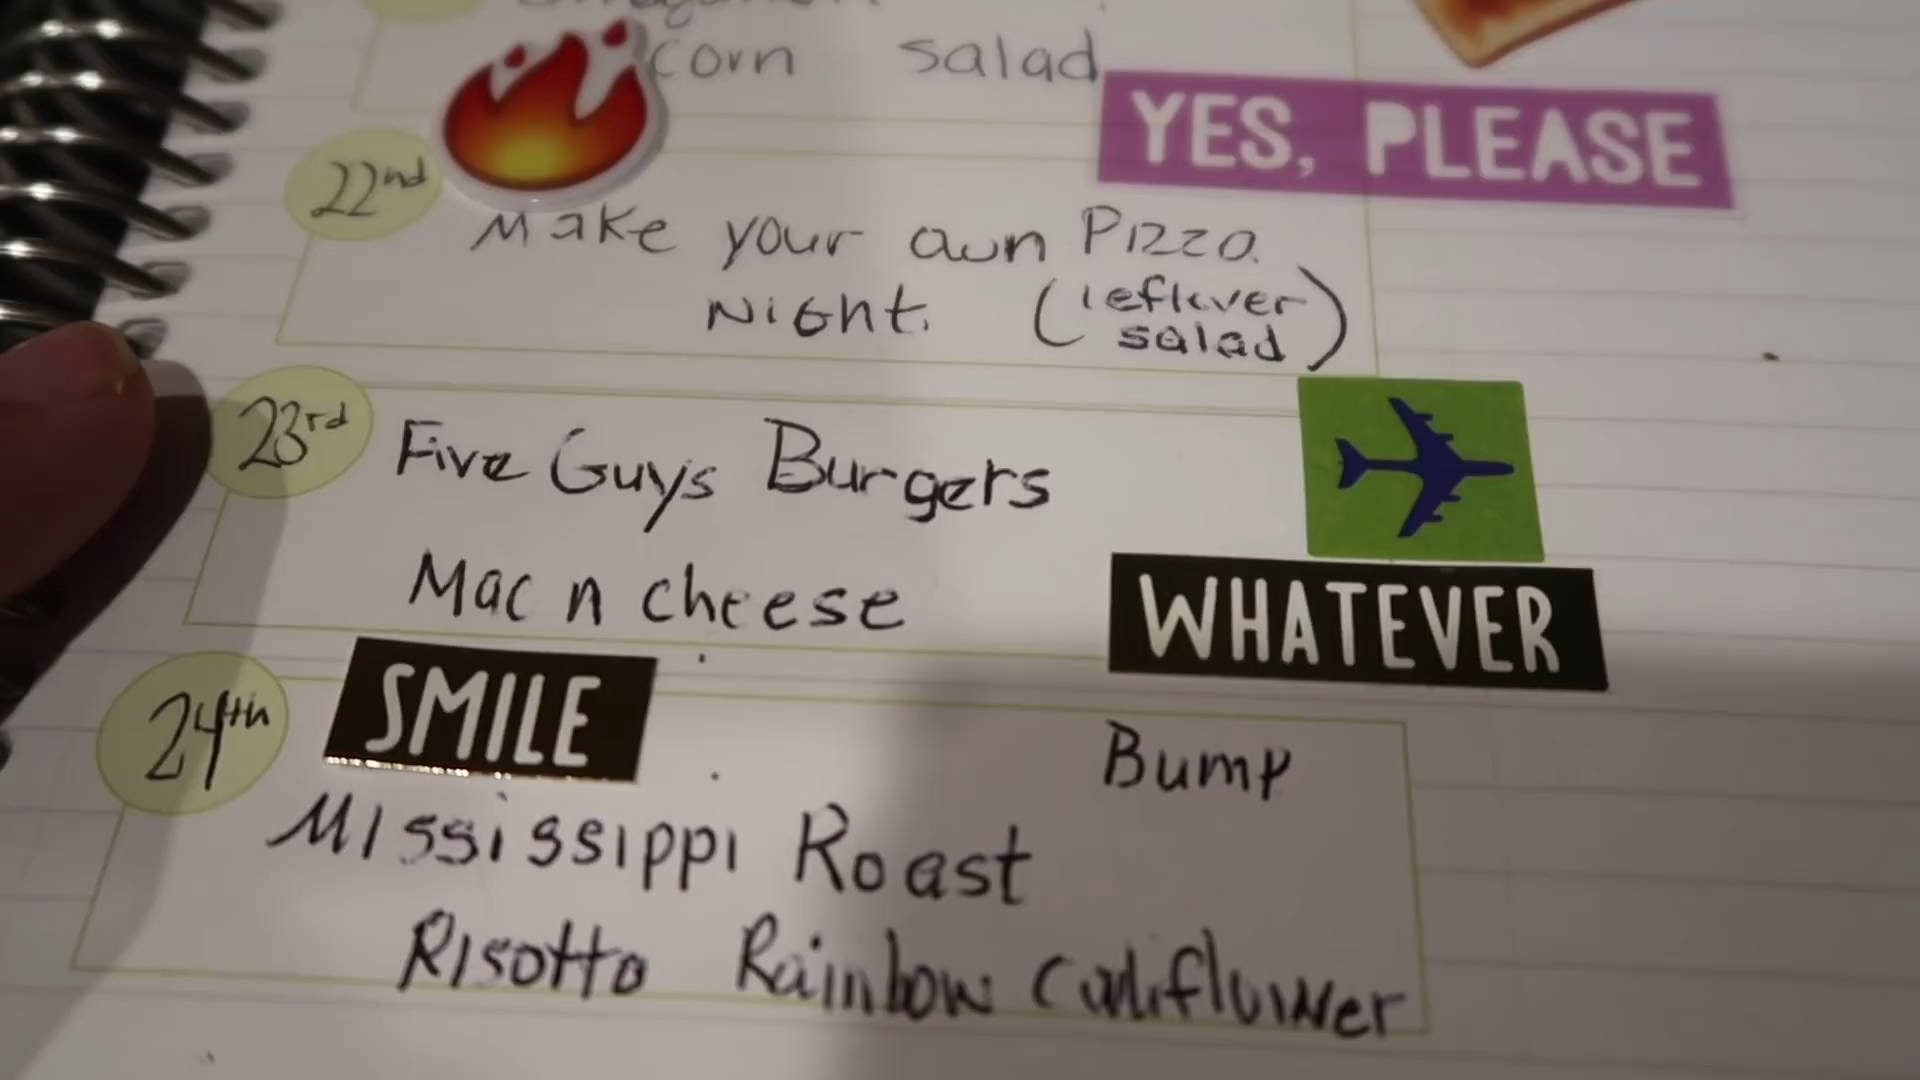 corn salad
YES, PLEASE
22nd
Make your own Pizza
Night. (leftover
salad)
23rd
Five Guys Burgers
Mac n cheese
WHATEVER
24th
SMILE
Bump
Mississippi Roast
Risotto Rainbow Cauliflower